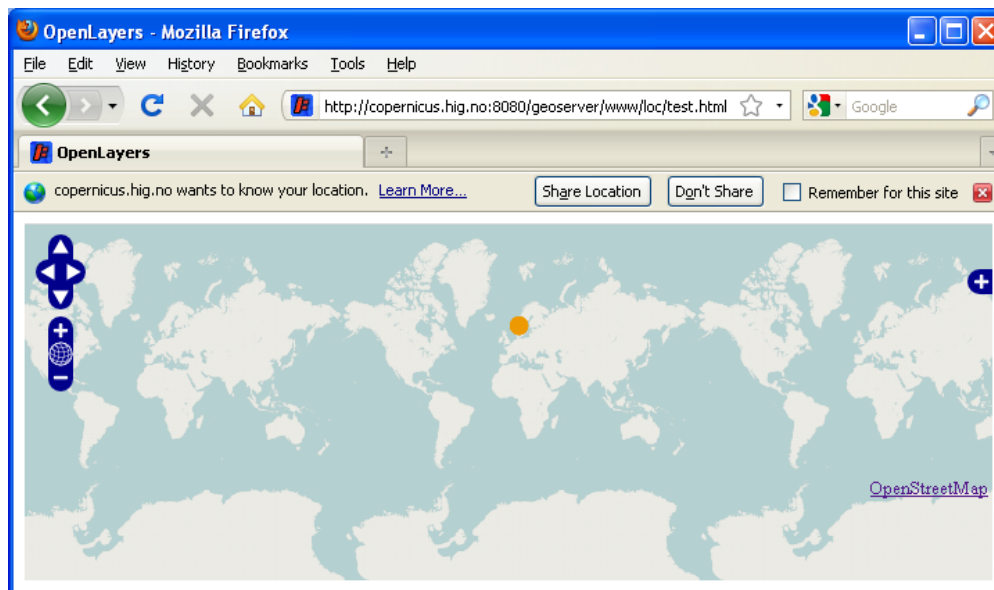 OpenLayers - Mozilla Firefox
File Edit View History Bookmarks Tools Help
http://copernicus.hig.no:8080/geoserver/www/loc/test.html Google
OpenLayers
copernicus.hig.no wants to know your location. Learn More... Share Location Don't Share Remember for this site
OpenStreetMap